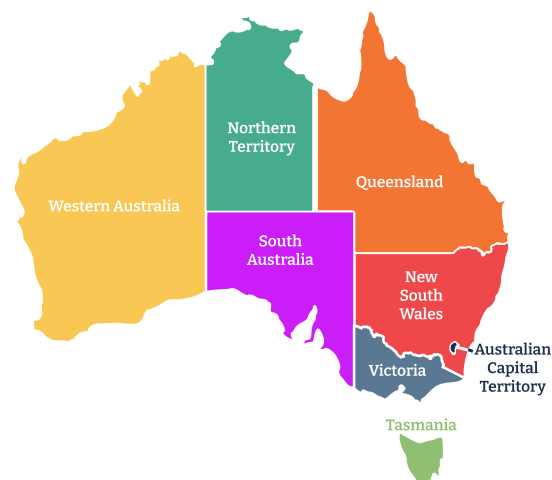 Northern
Territory
Queensland
Western Australia
South
Australia
New
South
Wales
Australian
Capital
Territory
Victoria
Tasmania